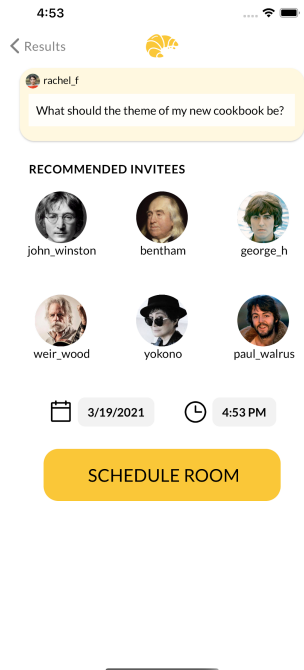 4:53
Results
rachel_f
What should the theme of my new cookbook be?
RECOMMENDED INVITEES
john_winston bentham george_h
weir_wood yokono paul_walrus
3/19/2021 4:53 PM
SCHEDULE ROOM